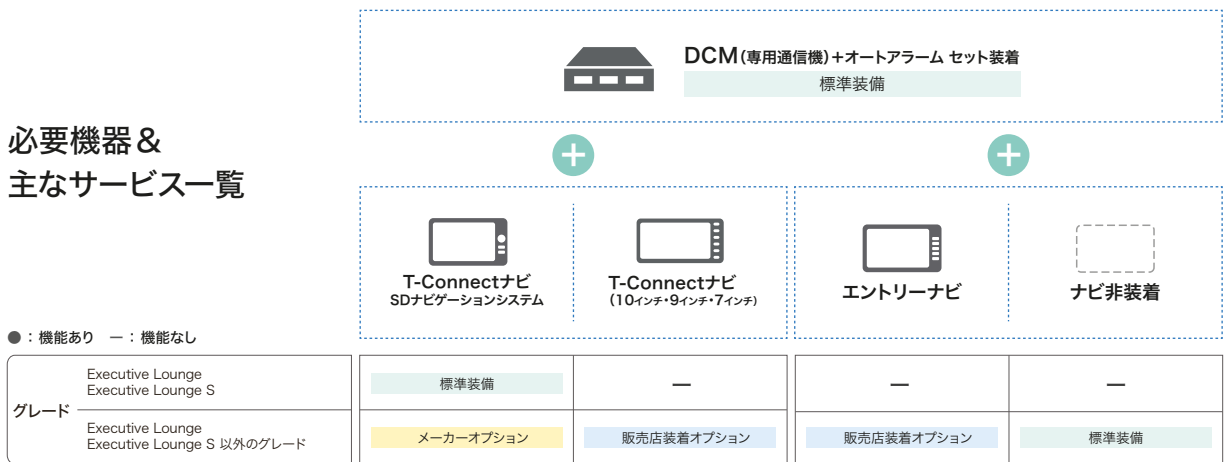 DCM(専用通信機)+オートアラーム セット装着
標準装備
必要機器&
主なサービス一覧
T-Connectナビ
SDナビゲーションシステム
T-Connectナビ
(10インチ・9インチ・7インチ)
エントリーナビ
ナビ非装着
●:機能あり ー:機能なし
グレード
Executive Lounge
Executive Lounge S
標準装備
ー
ー
ー
Executive Lounge
Executive Lounge S 以外のグレード
メーカーオプション
販売店装着オプション
販売店装着オプション
標準装備